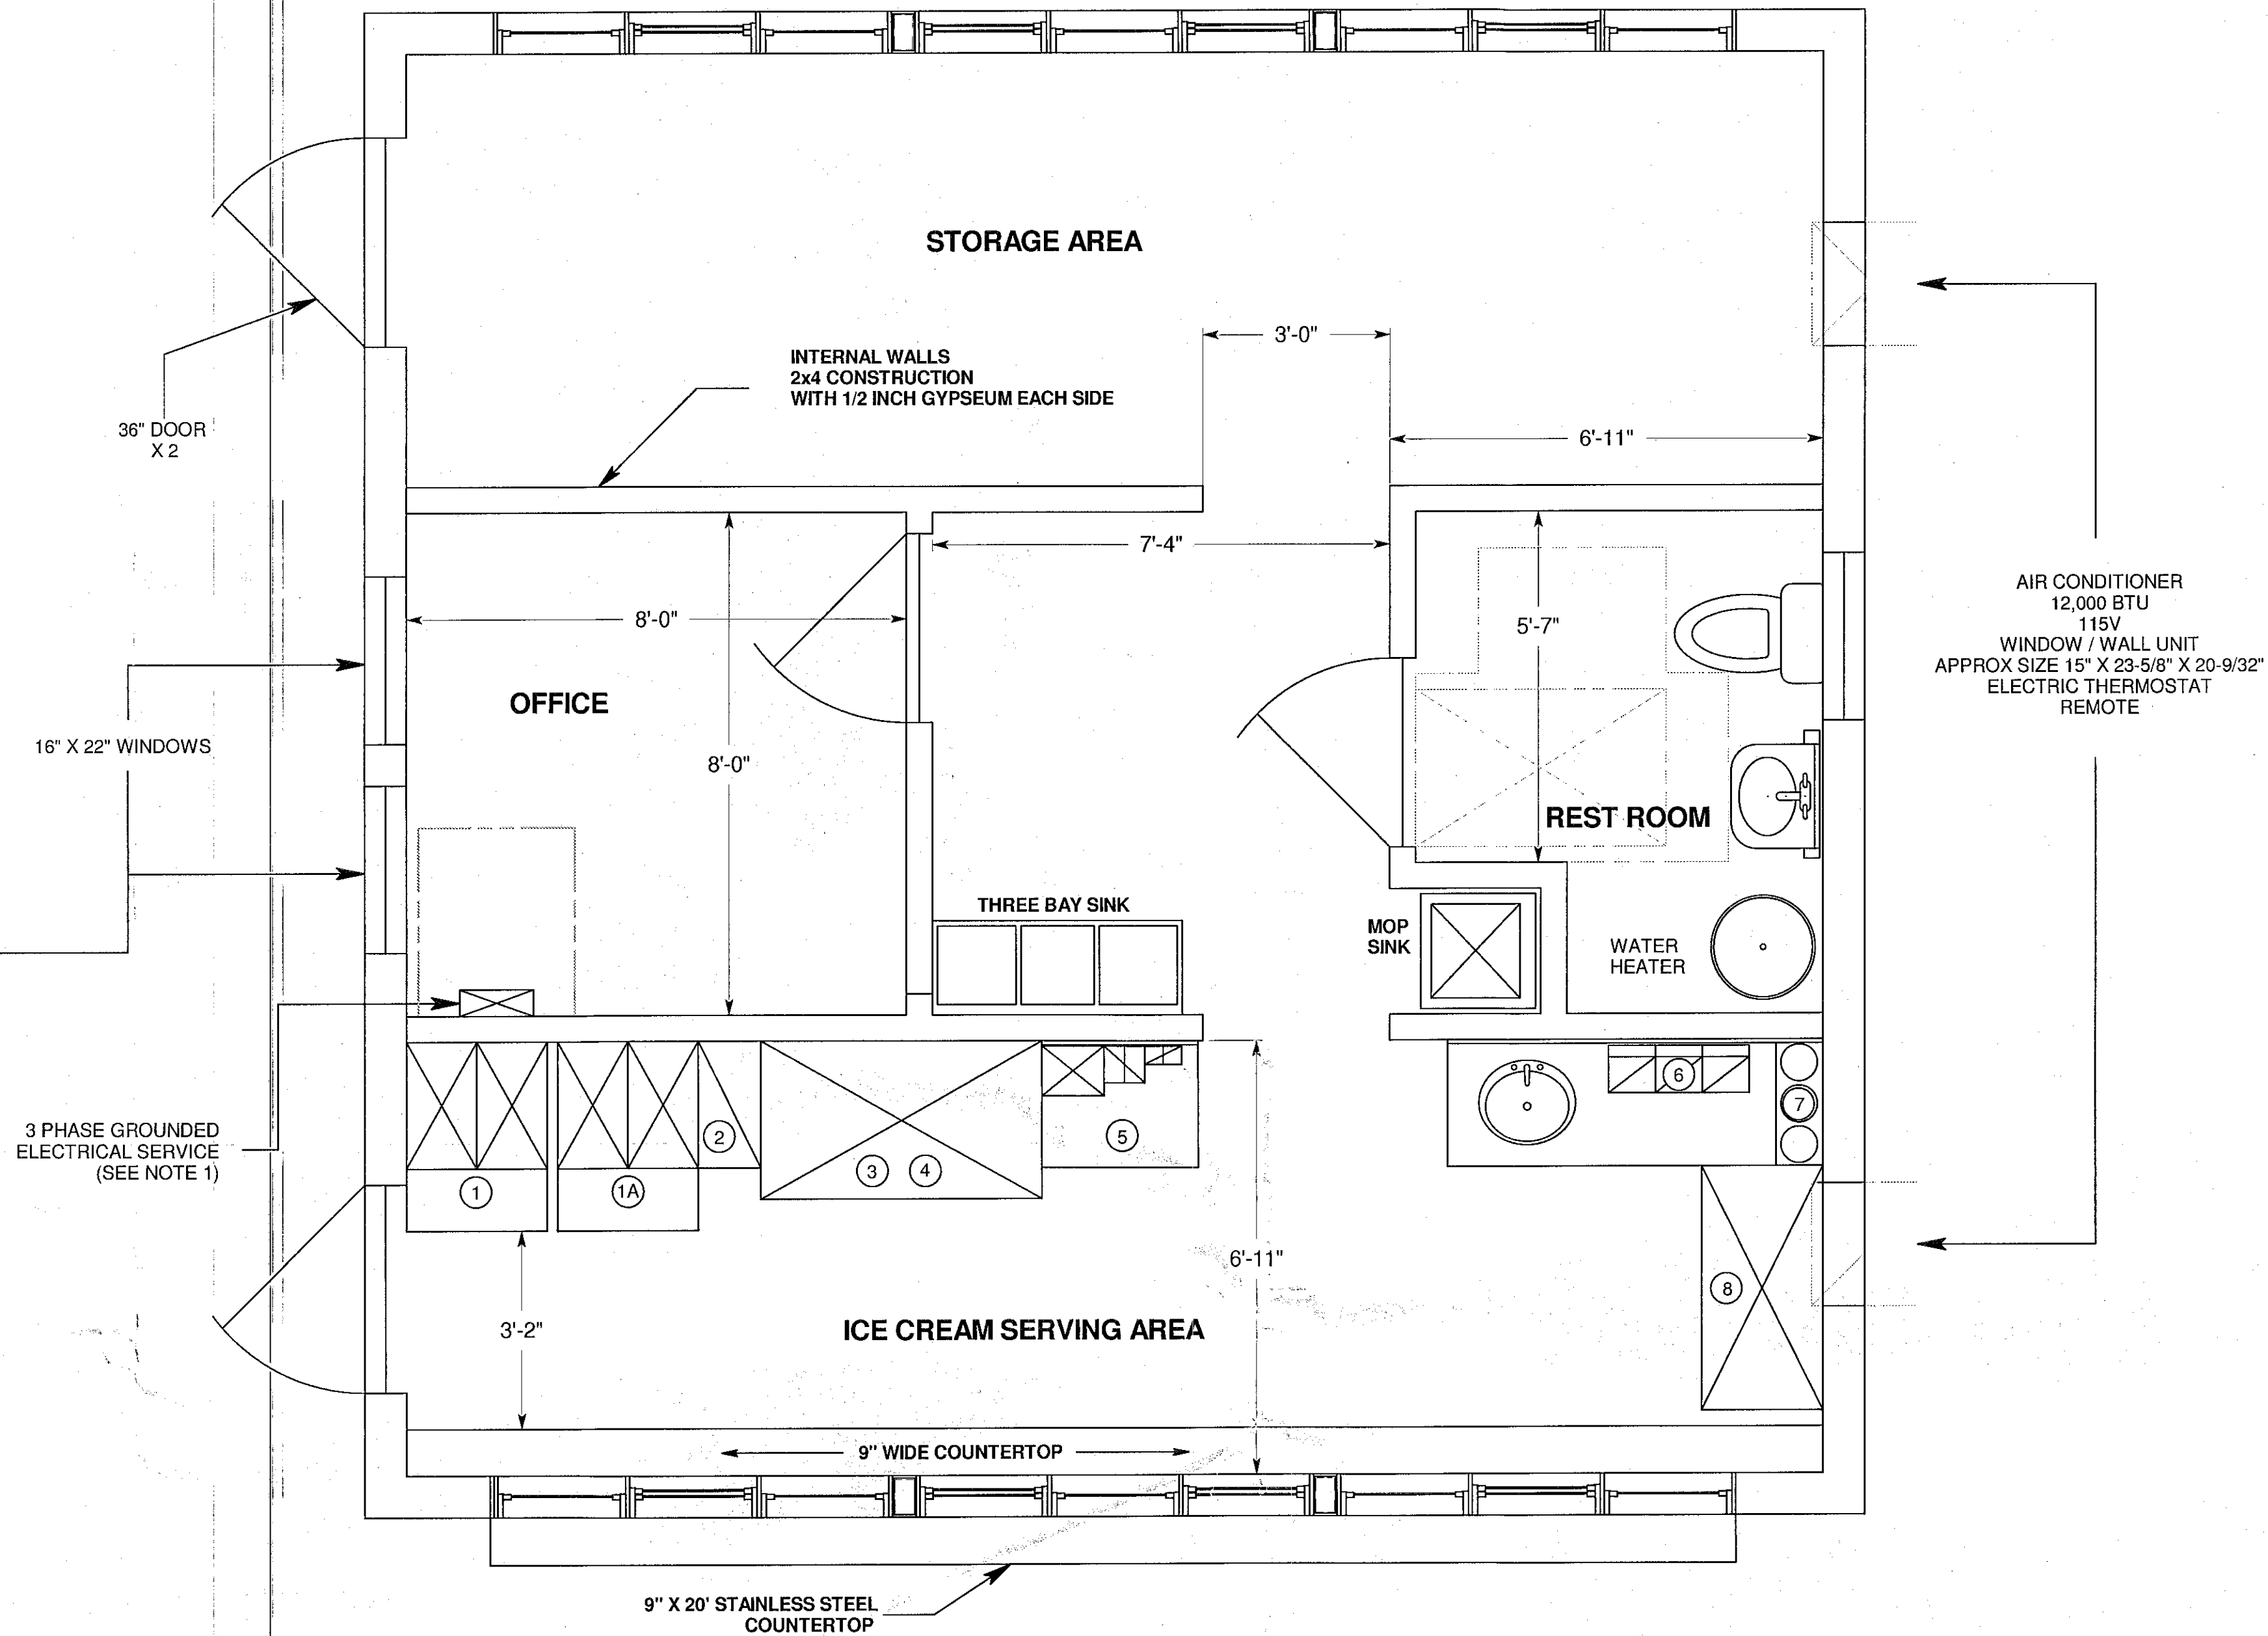 STORAGE AREA
3'-0"
INTERNAL WALLS
2x4 CONSTRUCTION
WITH 1/2 INCH GYPSEUM EACH SIDE
36" DOOR
X 2
6'-11"
7'-4"
8'-0"
5'-7"
AIR CONDITIONER
12,000 BTU
115V
WINDOW / WALL UNIT
APPROX SIZE 15" X 23-5/8" X 20-9/32"
ELECTRIC THERMOSTAT
REMOTE
OFFICE
16" X 22" WINDOWS
8'-0"
REST ROOM
THREE BAY SINK
MOP
SINK
WATER
HEATER
3 PHASE GROUNDED
ELECTRICAL SERVICE
(SEE NOTE 1)
1
1A
2
3
4
5
6
7
8
6'-11"
3'-2"
ICE CREAM SERVING AREA
9" WIDE COUNTERTOP
9" X 20' STAINLESS STEEL
COUNTERTOP